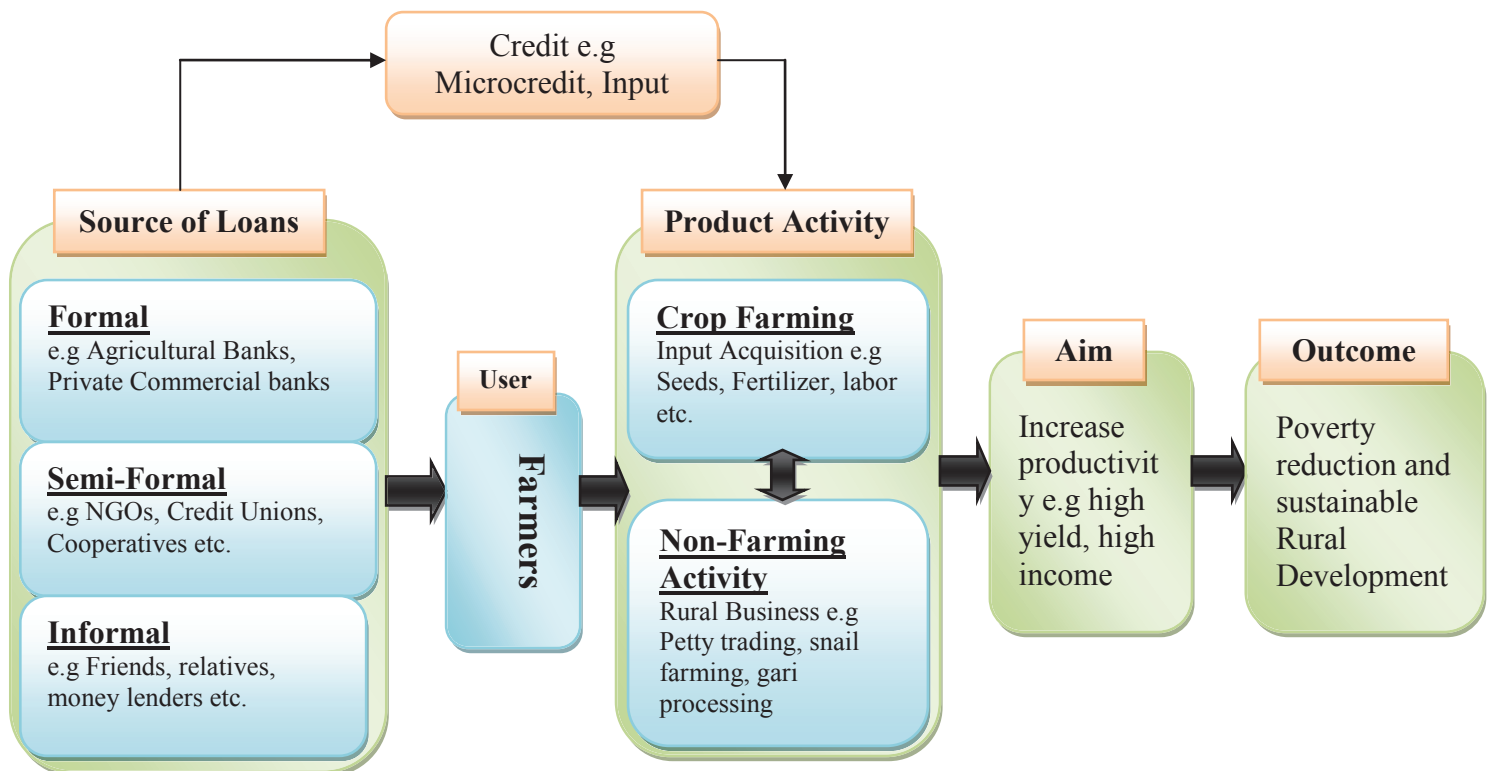 Credit e.g
Microcredit, Input
Source of Loans
Formal
e.g Agricultural Banks,
Private Commercial banks
Semi-Formal
e.g NGOs, Credit Unions,
Cooperatives etc.
Informal
e.g Friends, relatives,
money lenders etc.
User
Farmers
Product Activity
Crop Farming
Input Acquisition e.g
Seeds, Fertilizer, labor
etc.
Non-Farming
Activity
Rural Business e.g
Petty trading, snail
farming, gari
processing
Aim
Increase
productivit
y e.g high
yield, high
income
Outcome
Poverty
reduction and
sustainable
Rural
Development